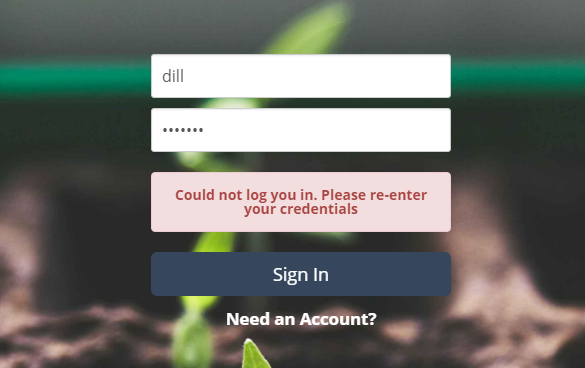 dill
•••••••
Could not log you in. Please re-enter
your credentials
Sign In
Need an Account?